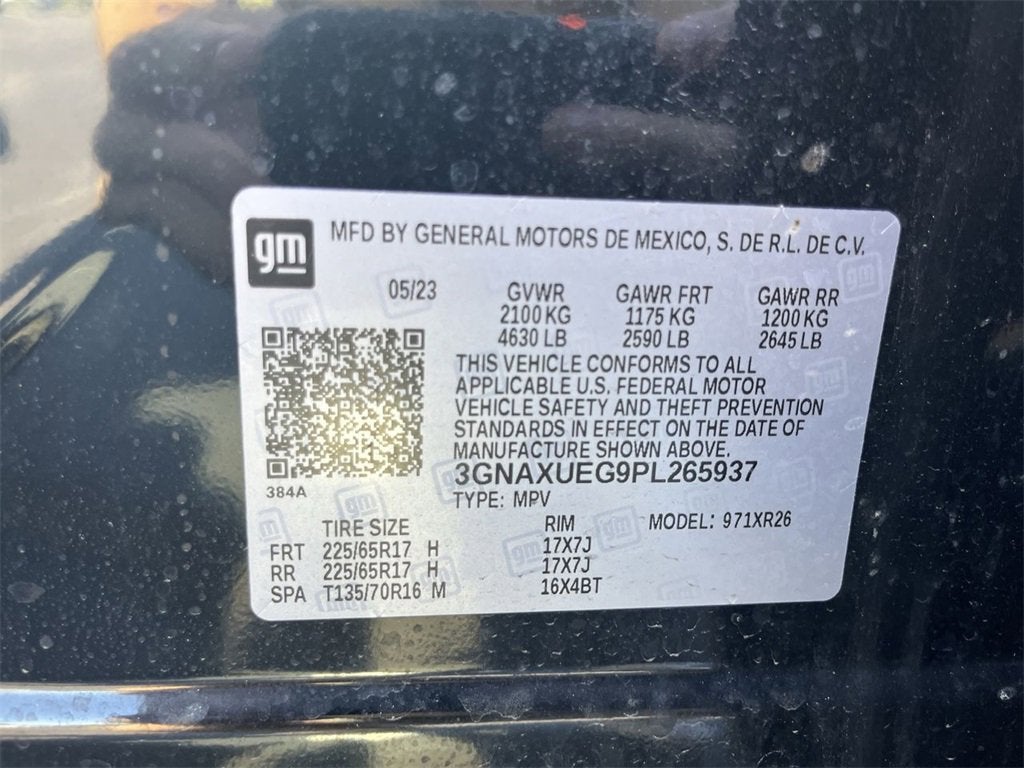 gm
MFD BY GENERAL MOTORS DE MEXICO, S. DE R.L. DE C.V.
05/23 GVWR GAWR FRT GAWR RR
2100 KG 1175 KG 1200 KG
4630 LB 2590 LB 2645 LB
THIS VEHICLE CONFORMS TO ALL
APPLICABLE U.S. FEDERAL MOTOR
VEHICLE SAFETY AND THEFT PREVENTION
STANDARDS IN EFFECT ON THE DATE OF
MANUFACTURE SHOWN ABOVE.
3GNAXUEG9PL265937
384A
TYPE: MPV
TIRE SIZE RIM MODEL: 971XR26
FRT 225/65R17 H 17X7J
RR 225/65R17 H 17X7J
SPA T135/70R16 M 16X4BT